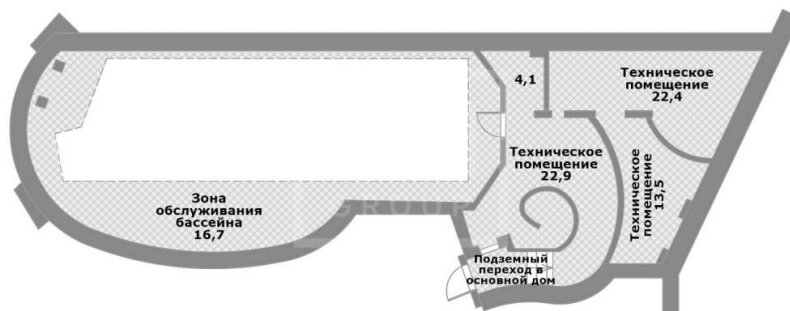 4,1
Техническое
помещение
22,4
Техническое
помещение
22,9
Техническое
помещение
13,5
Зона
обслуживания
бассейна
16,7
GROUP
Подземный
переход в
основной дом